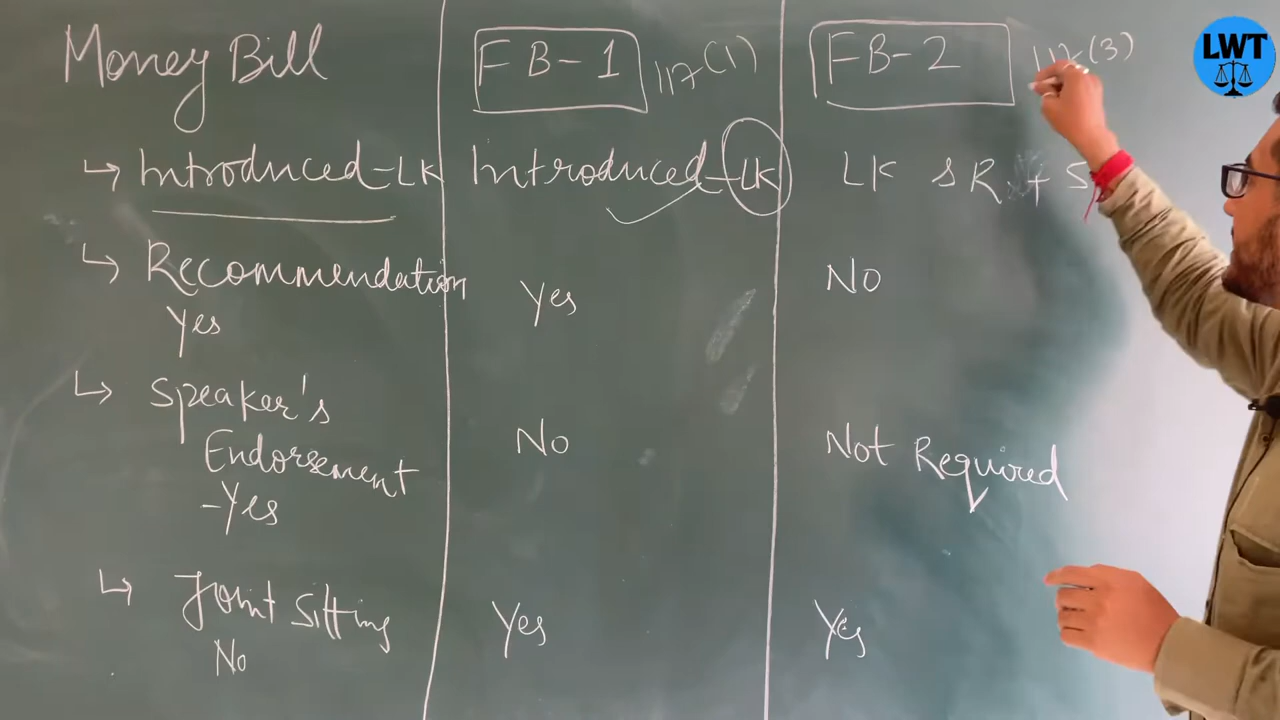 Money Bill
↳ Introduced-LK
↳ Recommendation
Yes
↳ Speaker's
Endorsement
-Yes
↳ Joint Sitting
No
FB-1 117(1)
Introduced-LK
Yes
No
Yes
FB-2 117(3)
LK
No
Not Required
Yes
LWT